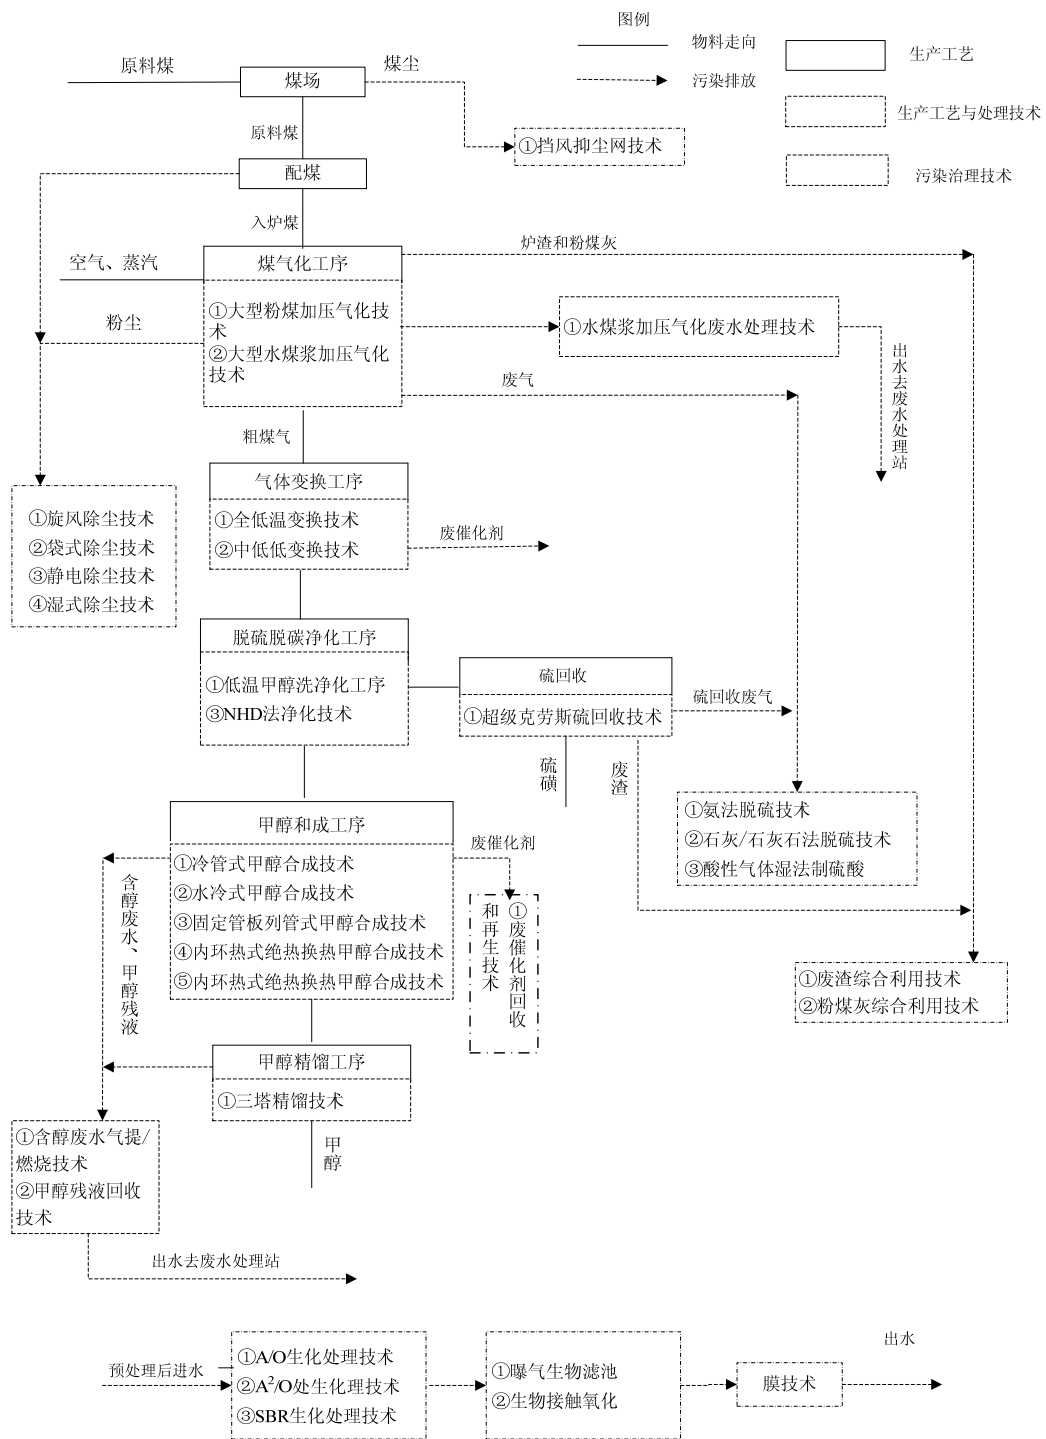 图例
物料走向
污染排放
生产工艺
生产工艺与处理技术
污染治理技术
原料煤
煤场
煤尘
原料煤
①挡风抑尘网技术
配煤
入炉煤
炉渣和粉煤灰
煤气化工序
空气、蒸汽
①大型粉煤加压气化技
术
②大型水煤浆加压气化
技术
粉尘
①水煤浆加压气化废水处理技术
出水去废水处理站
废气
粗煤气
气体变换工序
①全低温变换技术
②中低低变换技术
废催化剂
①旋风除尘技术
②袋式除尘技术
③静电除尘技术
④湿式除尘技术
脱硫脱碳净化工序
①低温甲醇洗净化工序
③NHD法净化技术
硫回收
①超级克劳斯硫回收技术
硫回收废气
硫磺
废渣
①氨法脱硫技术
②石灰/石灰石法脱硫技术
③酸性气体湿法制硫酸
甲醇和成工序
①冷管式甲醇合成技术
②水冷式甲醇合成技术
③固定管板列管式甲醇合成技术
④内环热式绝热换热甲醇合成技术
⑤内环热式绝热换热甲醇合成技术
废催化剂
①废催化剂回收
和再生技术
含醇废水、甲醇残液
①废渣综合利用技术
②粉煤灰综合利用技术
甲醇精馏工序
①三塔精馏技术
甲醇
①含醇废水气提/
燃烧技术
②甲醇残液回收
技术
出水去废水处理站
预处理后进水
①A/O生化处理技术
②A²/O处生化理技术
③SBR生化处理技术
①曝气生物滤池
②生物接触氧化
膜技术
出水